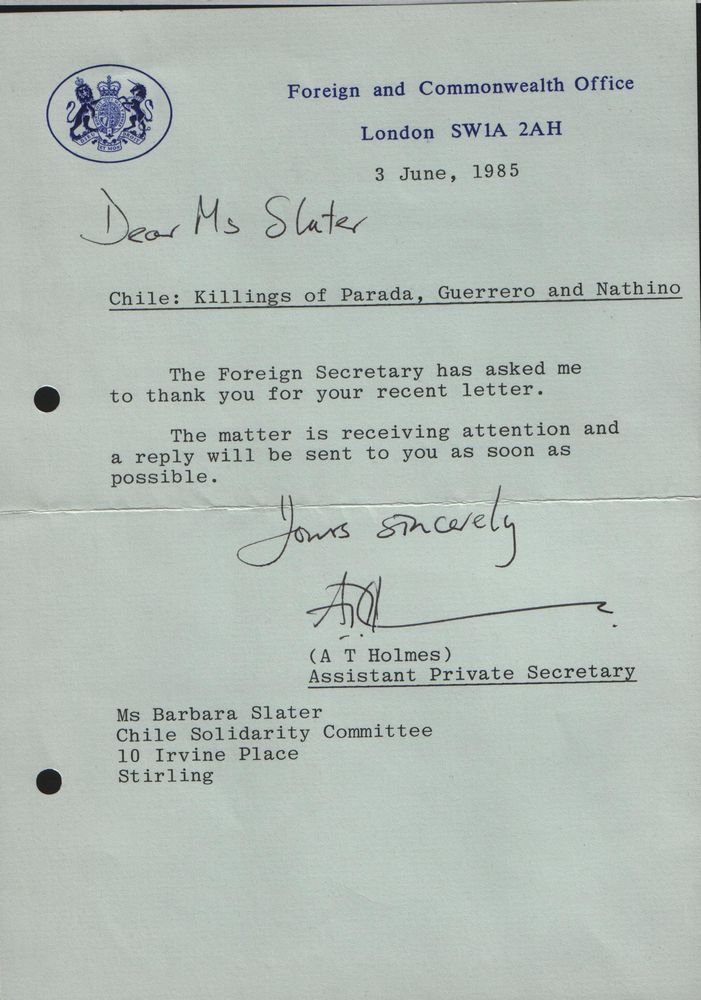 Foreign and Commonwealth Office
London SW1A 2AH
3 June, 1985
Dear Ms Slater
Chile: Killings of Parada, Guerrero and Nathino
The Foreign Secretary has asked me
to thank you for your recent letter.
The matter is receiving attention and
a reply will be sent to you as soon as
possible.
Yours sincerely
(A T Holmes)
Assistant Private Secretary
Ms Barbara Slater
Chile Solidarity Committee
10 Irvine Place
Stirling